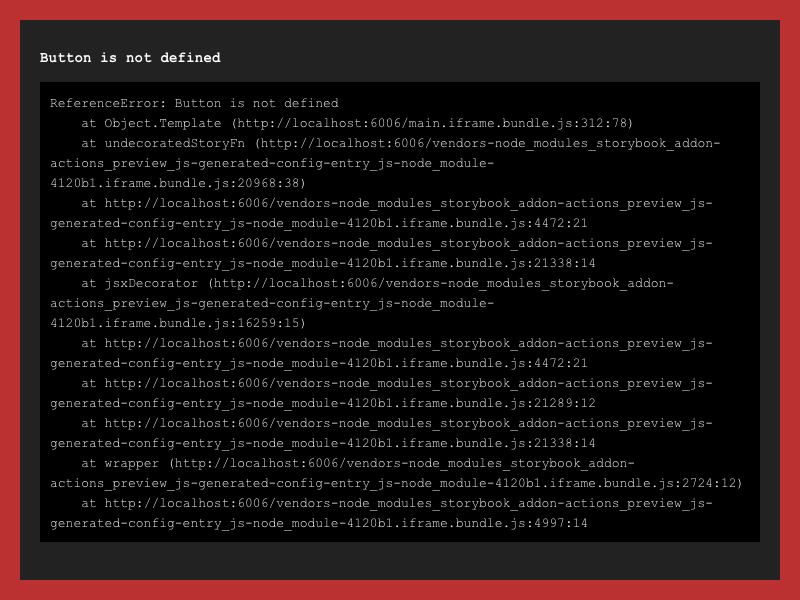 Button is not defined
ReferenceError: Button is not defined
    at Object.Template (http://localhost:6006/main.iframe.bundle.js:312:78)
    at undecoratedStoryFn (http://localhost:6006/vendors-node_modules_storybook_addon-
actions_preview_js-generated-config-entry_js-node_module-
4120b1.iframe.bundle.js:20968:38)
    at http://localhost:6006/vendors-node_modules_storybook_addon-actions_preview_js-
generated-config-entry_js-node_module-4120b1.iframe.bundle.js:4472:21
    at http://localhost:6006/vendors-node_modules_storybook_addon-actions_preview_js-
generated-config-entry_js-node_module-4120b1.iframe.bundle.js:21338:14
    at jsxDecorator (http://localhost:6006/vendors-node_modules_storybook_addon-
actions_preview_js-generated-config-entry_js-node_module-
4120b1.iframe.bundle.js:16259:15)
    at http://localhost:6006/vendors-node_modules_storybook_addon-actions_preview_js-
generated-config-entry_js-node_module-4120b1.iframe.bundle.js:4472:21
    at http://localhost:6006/vendors-node_modules_storybook_addon-actions_preview_js-
generated-config-entry_js-node_module-4120b1.iframe.bundle.js:21289:12
    at http://localhost:6006/vendors-node_modules_storybook_addon-actions_preview_js-
generated-config-entry_js-node_module-4120b1.iframe.bundle.js:21338:14
    at wrapper (http://localhost:6006/vendors-node_modules_storybook_addon-
actions_preview_js-generated-config-entry_js-node_module-4120b1.iframe.bundle.js:2724:12)
    at http://localhost:6006/vendors-node_modules_storybook_addon-actions_preview_js-
generated-config-entry_js-node_module-4120b1.iframe.bundle.js:4997:14